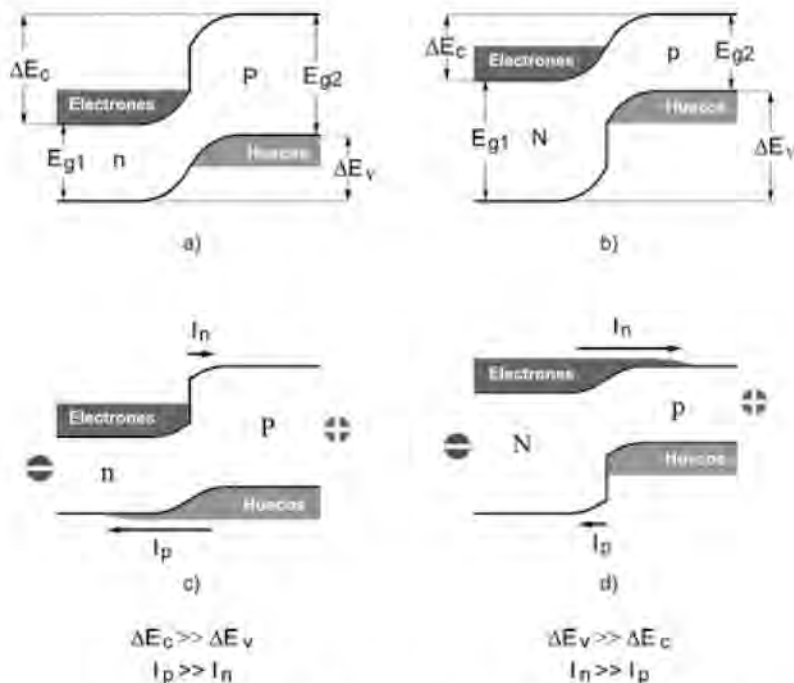 ΔEc
Electrones
Eg1
n
P
Eg2
Huecos
ΔEv
a)
ΔEc
Electrones
Eg1
N
p
Eg2
Huecos
ΔEv
b)
In
Electrones
P
n
Huecos
Ip
c)
ΔEc >> ΔEv
Ip >> In
In
Electrones
p
N
Huecos
Ip
d)
ΔEv >> ΔEc
In >> Ip